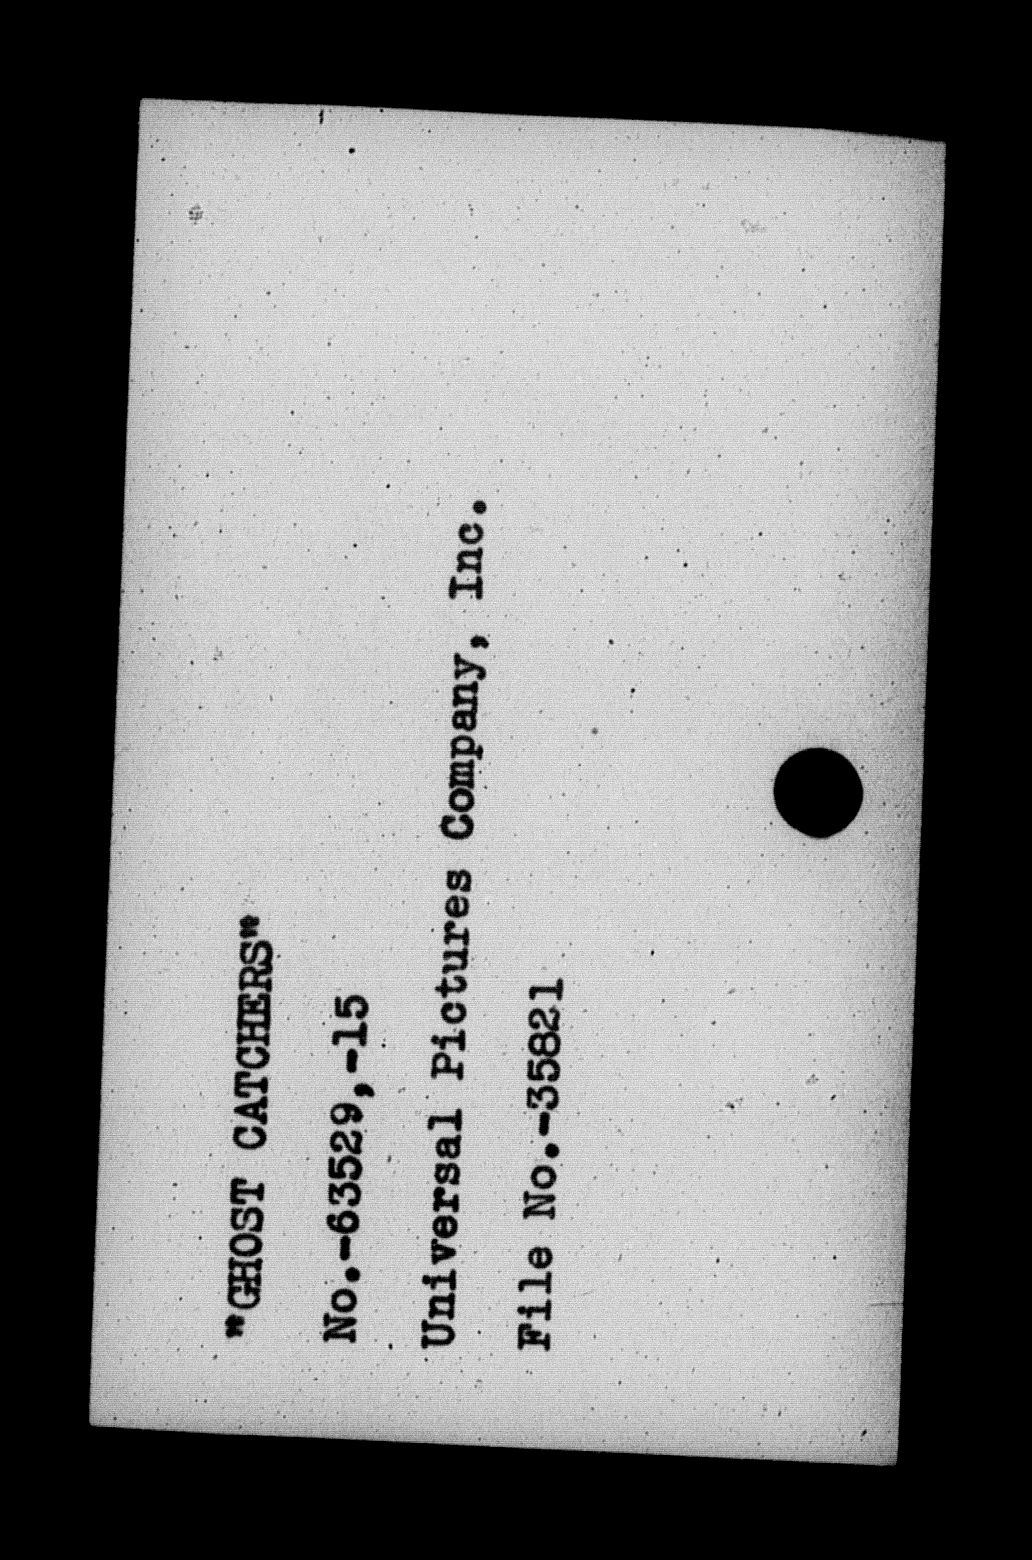 "GHOST CATCHERS"
No.-63529,-15
Universal Pictures Company, Inc.
File No.-35821